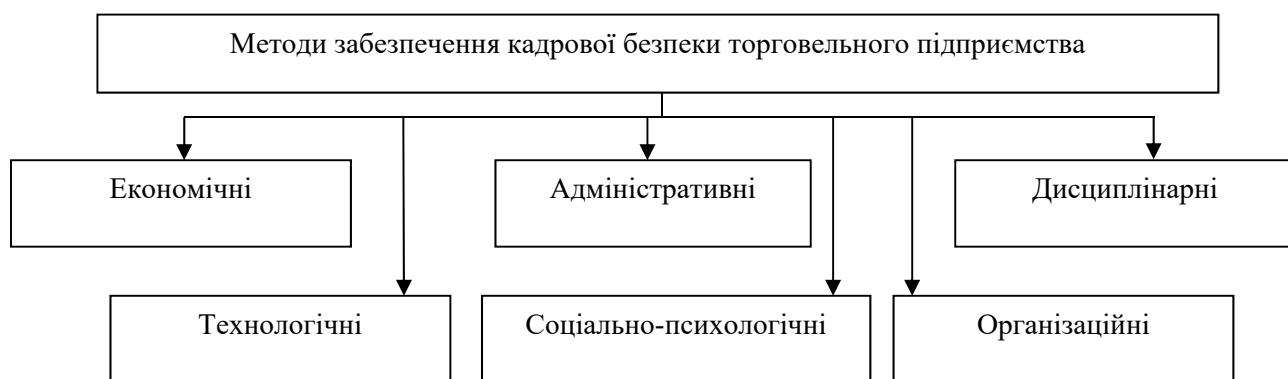 Методи забезпечення кадрової безпеки торговельного підприємства
Економічні
Адміністративні
Дисциплінарні
Технологічні
Соціально-психологічні
Організаційні